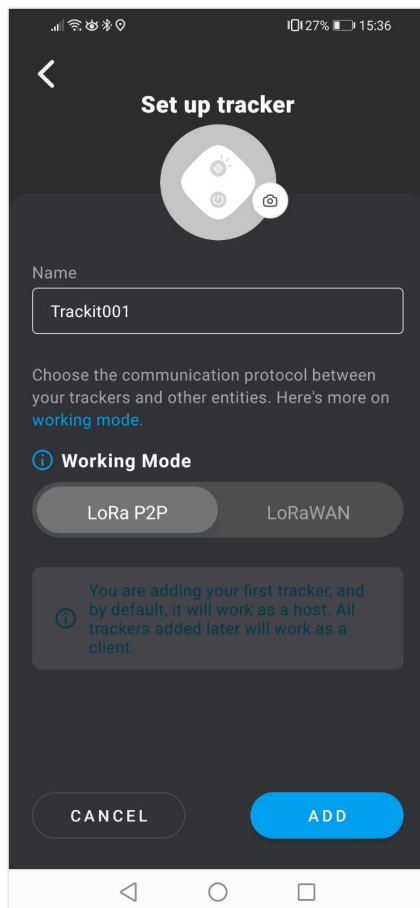 27% 15:36
Set up tracker
Name
Trackit001
Choose the communication protocol between
your trackers and other entities. Here's more on
working mode.
Working Mode
LoRa P2P LoRaWAN
You are adding your first tracker, and
by default, it will work as a host. All
trackers added later will work as a
client.
CANCEL ADD